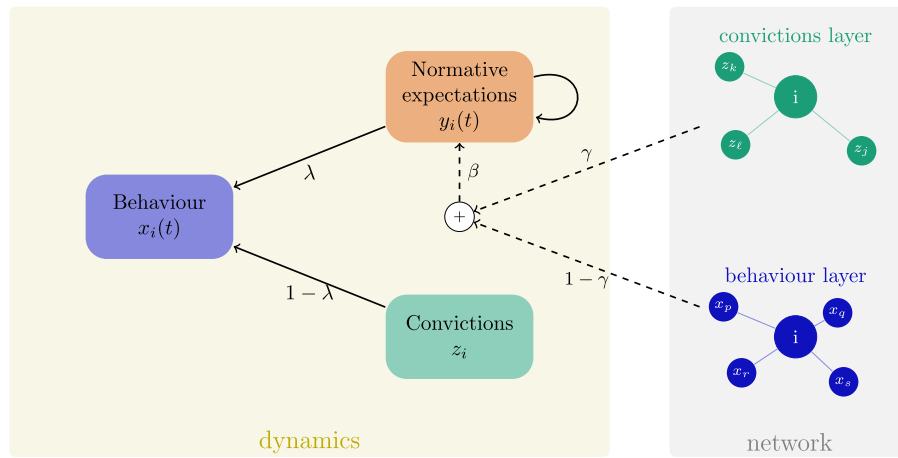 Normative
expectations
y_i(t)
λ
β
+
Behaviour
x_i(t)
1 − λ
Convictions
z_i
dynamics
γ
1 − γ
convictions layer
z_k
i
z_ℓ
z_j
behaviour layer
x_p
x_q
i
x_r
x_s
network